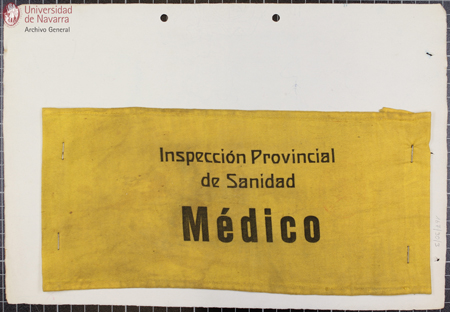 Universidad
de Navarra
Archivo General
Inspección Provincial
de Sanidad
Médico